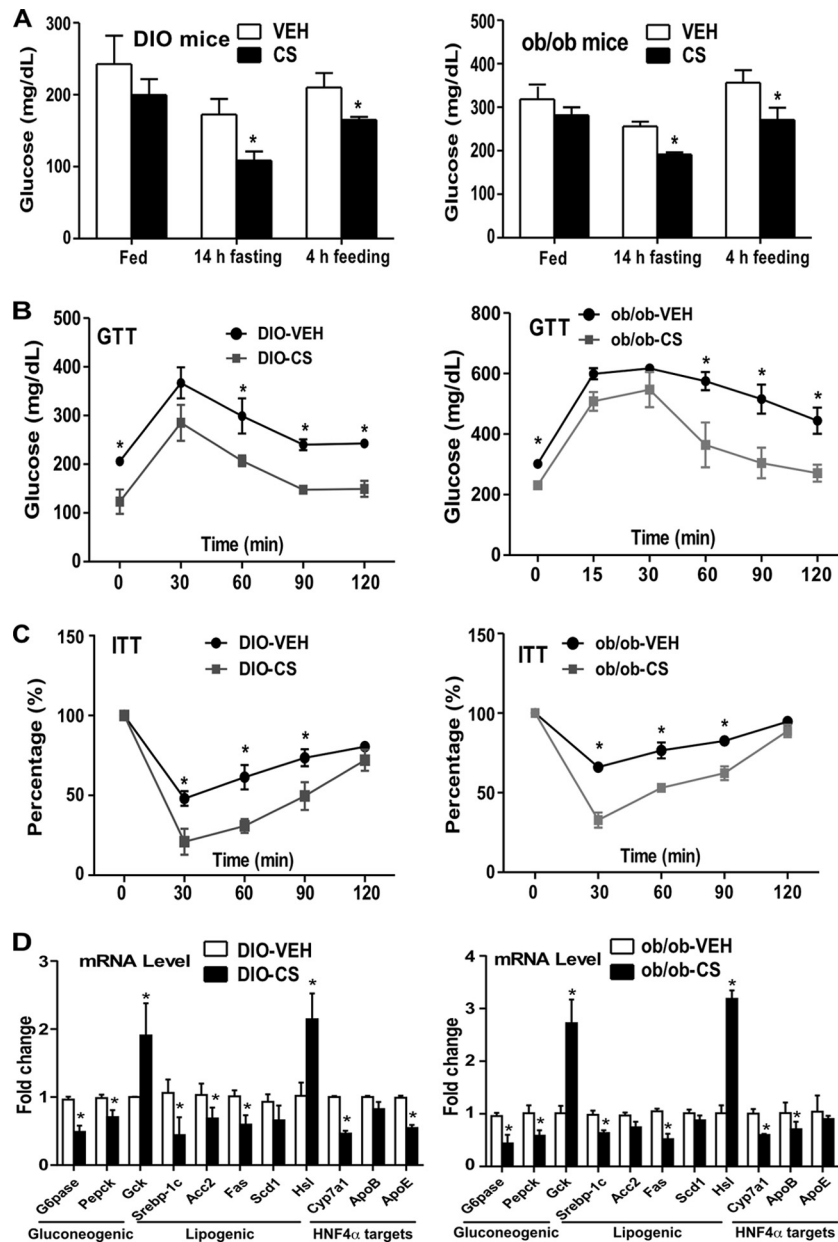 A
DIO mice
VEH
CS
Glucose (mg/dL)
300
200
100
0
Fed
14 h fasting
4 h feeding
*
*
ob/ob mice
VEH
CS
Glucose (mg/dL)
500
400
300
200
100
0
Fed
14 h fasting
4 h feeding
*
*
B
GTT
DIO-VEH
DIO-CS
Glucose (mg/dL)
500
400
300
200
100
0
* * * *
Time (min)
0 30 60 90 120
GTT
ob/ob-VEH
ob/ob-CS
Glucose (mg/dL)
800
600
400
200
0
* * * *
Time (min)
0 15 30 60 90 120
C
ITT
DIO-VEH
DIO-CS
Percentage (%)
150
100
50
0
* * *
Time (min)
0 30 60 90 120
ITT
ob/ob-VEH
ob/ob-CS
Percentage (%)
150
100
50
0
* * *
Time (min)
0 30 60 90 120
D
mRNA Level
DIO-VEH
DIO-CS
Fold change
3
2
1
0
* * * * * * * * *
G6pase Pepck Gck Srebp-1c Acc2 Fas Scd1 Hsl Cyp7a1 ApoB ApoE
Gluconeogenic Lipogenic HNF4α targets
mRNA Level
ob/ob-VEH
ob/ob-CS
Fold change
4
3
2
1
0
* * * * * * * *
G6pase Pepck Gck Srebp-1c Acc2 Fas Scd1 Hsl Cyp7a1 ApoB ApoE
Gluconeogenic Lipogenic HNF4α targets